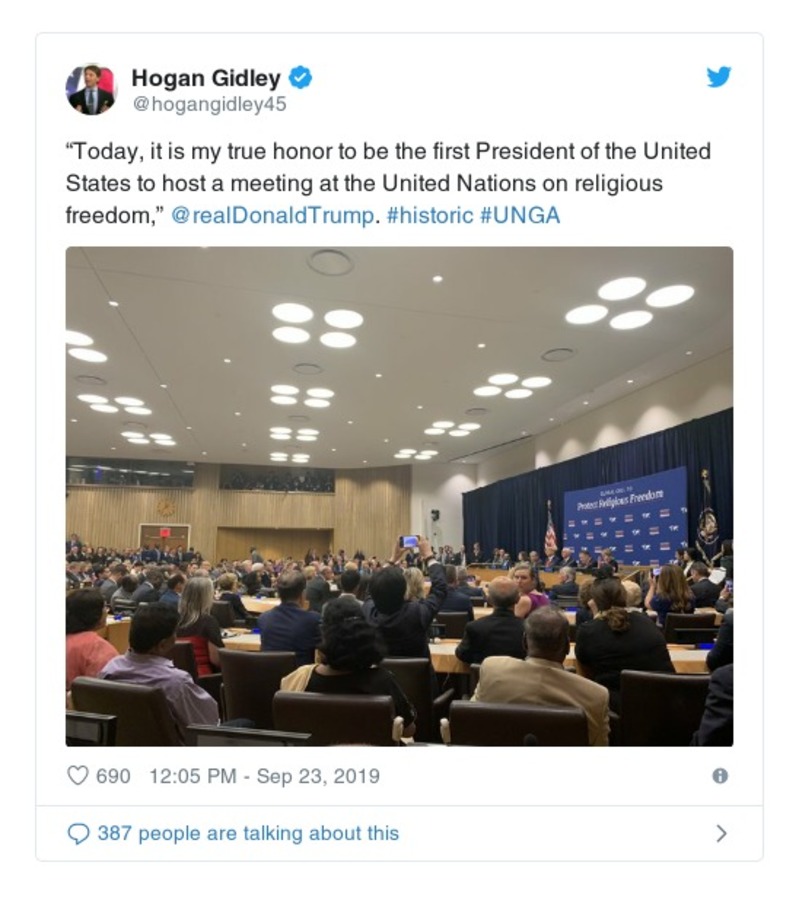 Hogan Gidley
@hogangidley45
“Today, it is my true honor to be the first President of the United
States to host a meeting at the United Nations on religious
freedom,” @realDonaldTrump. #historic #UNGA
Protect Religious Freedom
690 12:05 PM - Sep 23, 2019
387 people are talking about this